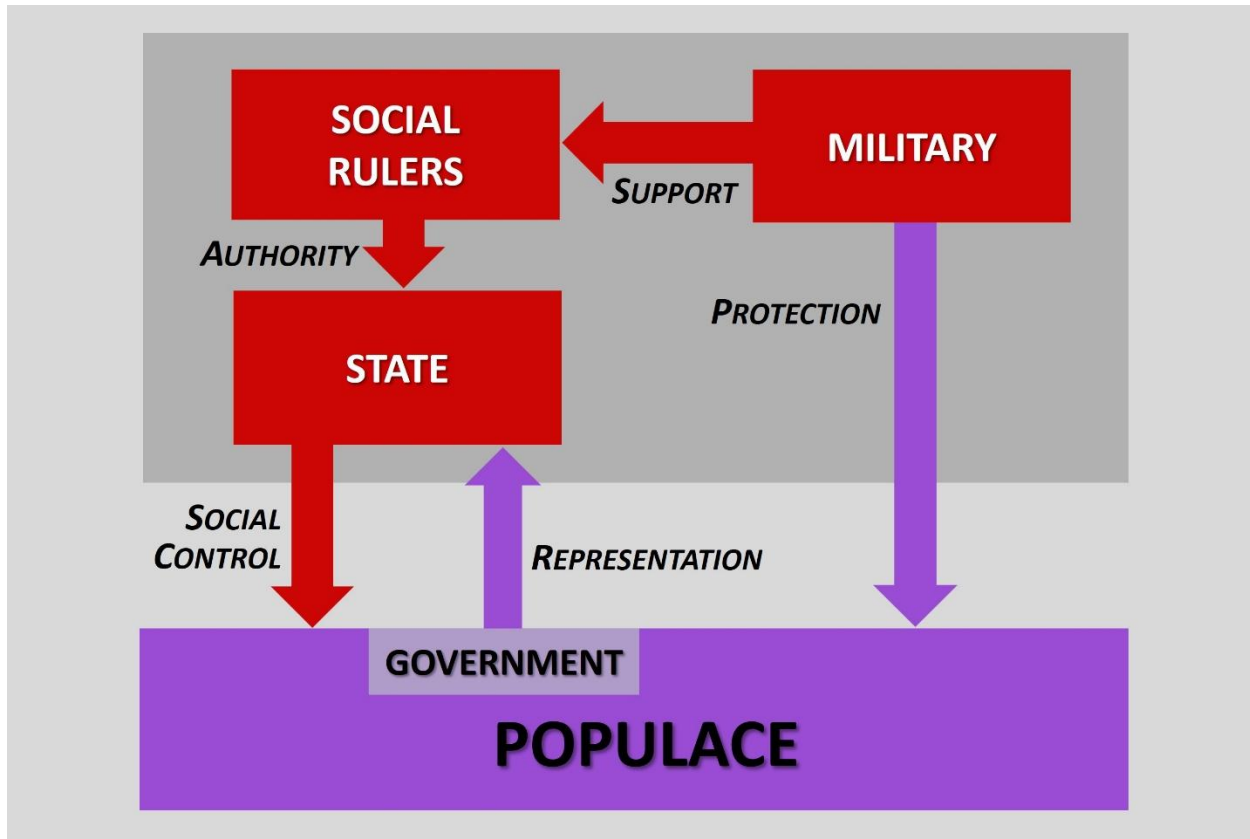 SOCIAL
RULERS
MILITARY
SUPPORT
AUTHORITY
PROTECTION
STATE
SOCIAL
CONTROL
REPRESENTATION
GOVERNMENT
POPULACE